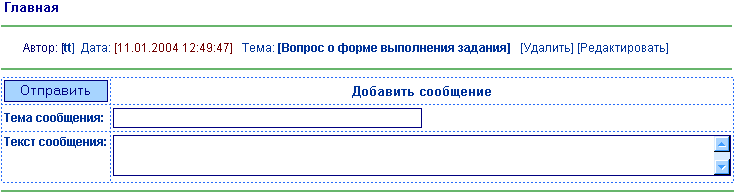 Главная
Автор: [tt] Дата: [11.01.2004 12:49:47] Тема: [Вопрос о форме выполнения задания] [Удалить] [Редактировать]
Отправить Добавить сообщение
Тема сообщения:
Текст сообщения: